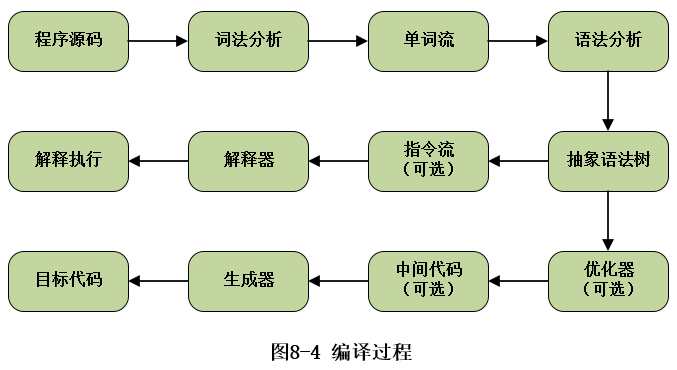 程序源码
词法分析
单词流
语法分析
解释执行
解释器
指令流
（可选）
抽象语法树
目标代码
生成器
中间代码
（可选）
优化器
（可选）
图8-4 编译过程